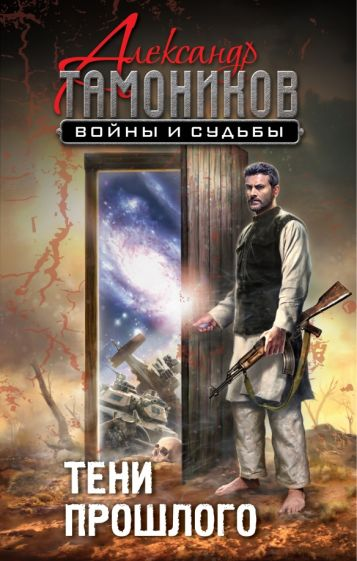 Александр
ТАМОНИКОВ
ВОЙНЫ И СУДЬБЫ
ТЕНИ
ПРОШЛОГО